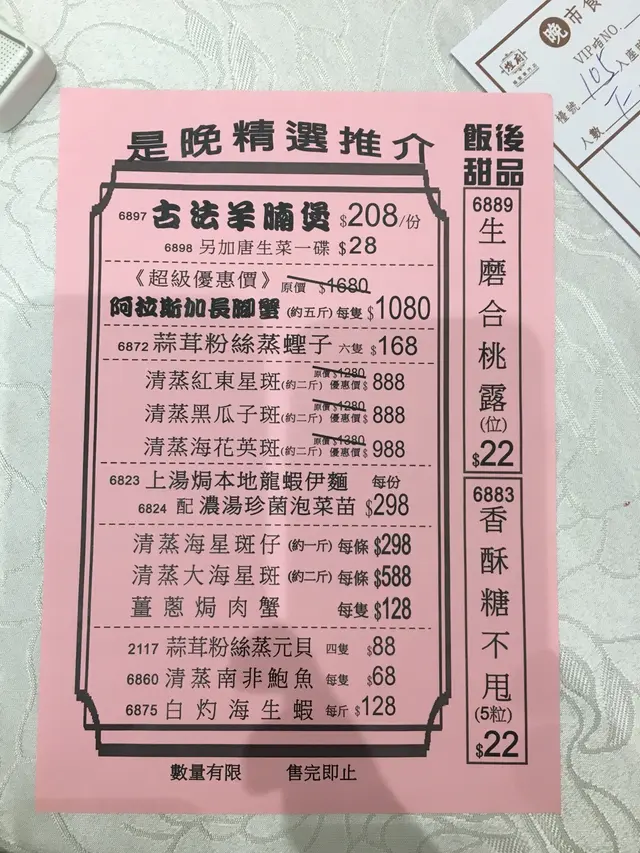 是晚精選推介
6897 古法羊腩煲 $208/份
6898 另加唐生菜一碟 $28
《超級優惠價》 原價 $1680
阿拉斯加長腳蟹 (約五斤) 每隻 $1080
6872 蒜茸粉絲蒸蟶子 六隻 $168
原價 $1280
清蒸紅東星斑(約二斤) 優惠價$ 888
原價 $1280
清蒸黑瓜子斑(約二斤) 優惠價$ 888
原價 $1380
清蒸海花英斑(約二斤) 優惠價$ 988
6823 上湯焗本地龍蝦伊麵 每份
6824 配 濃湯珍菌泡菜苗 $298
清蒸海星斑仔 (約一斤) 每條 $298
清蒸大海星斑 (約二斤) 每條 $588
薑蔥焗肉蟹 每隻 $128
2117 蒜茸粉絲蒸元貝 四隻 $88
6860 清蒸南非鮑魚 每隻 $68
6875 白灼海生蝦 每斤 $128
數量有限 售完即止
飯後
甜品
6889
生磨合桃露
(位)
$22
6883
香酥糖不甩
(5粒)
$22
晚市食
VIP咭NO.
檯號 105 入座
人數